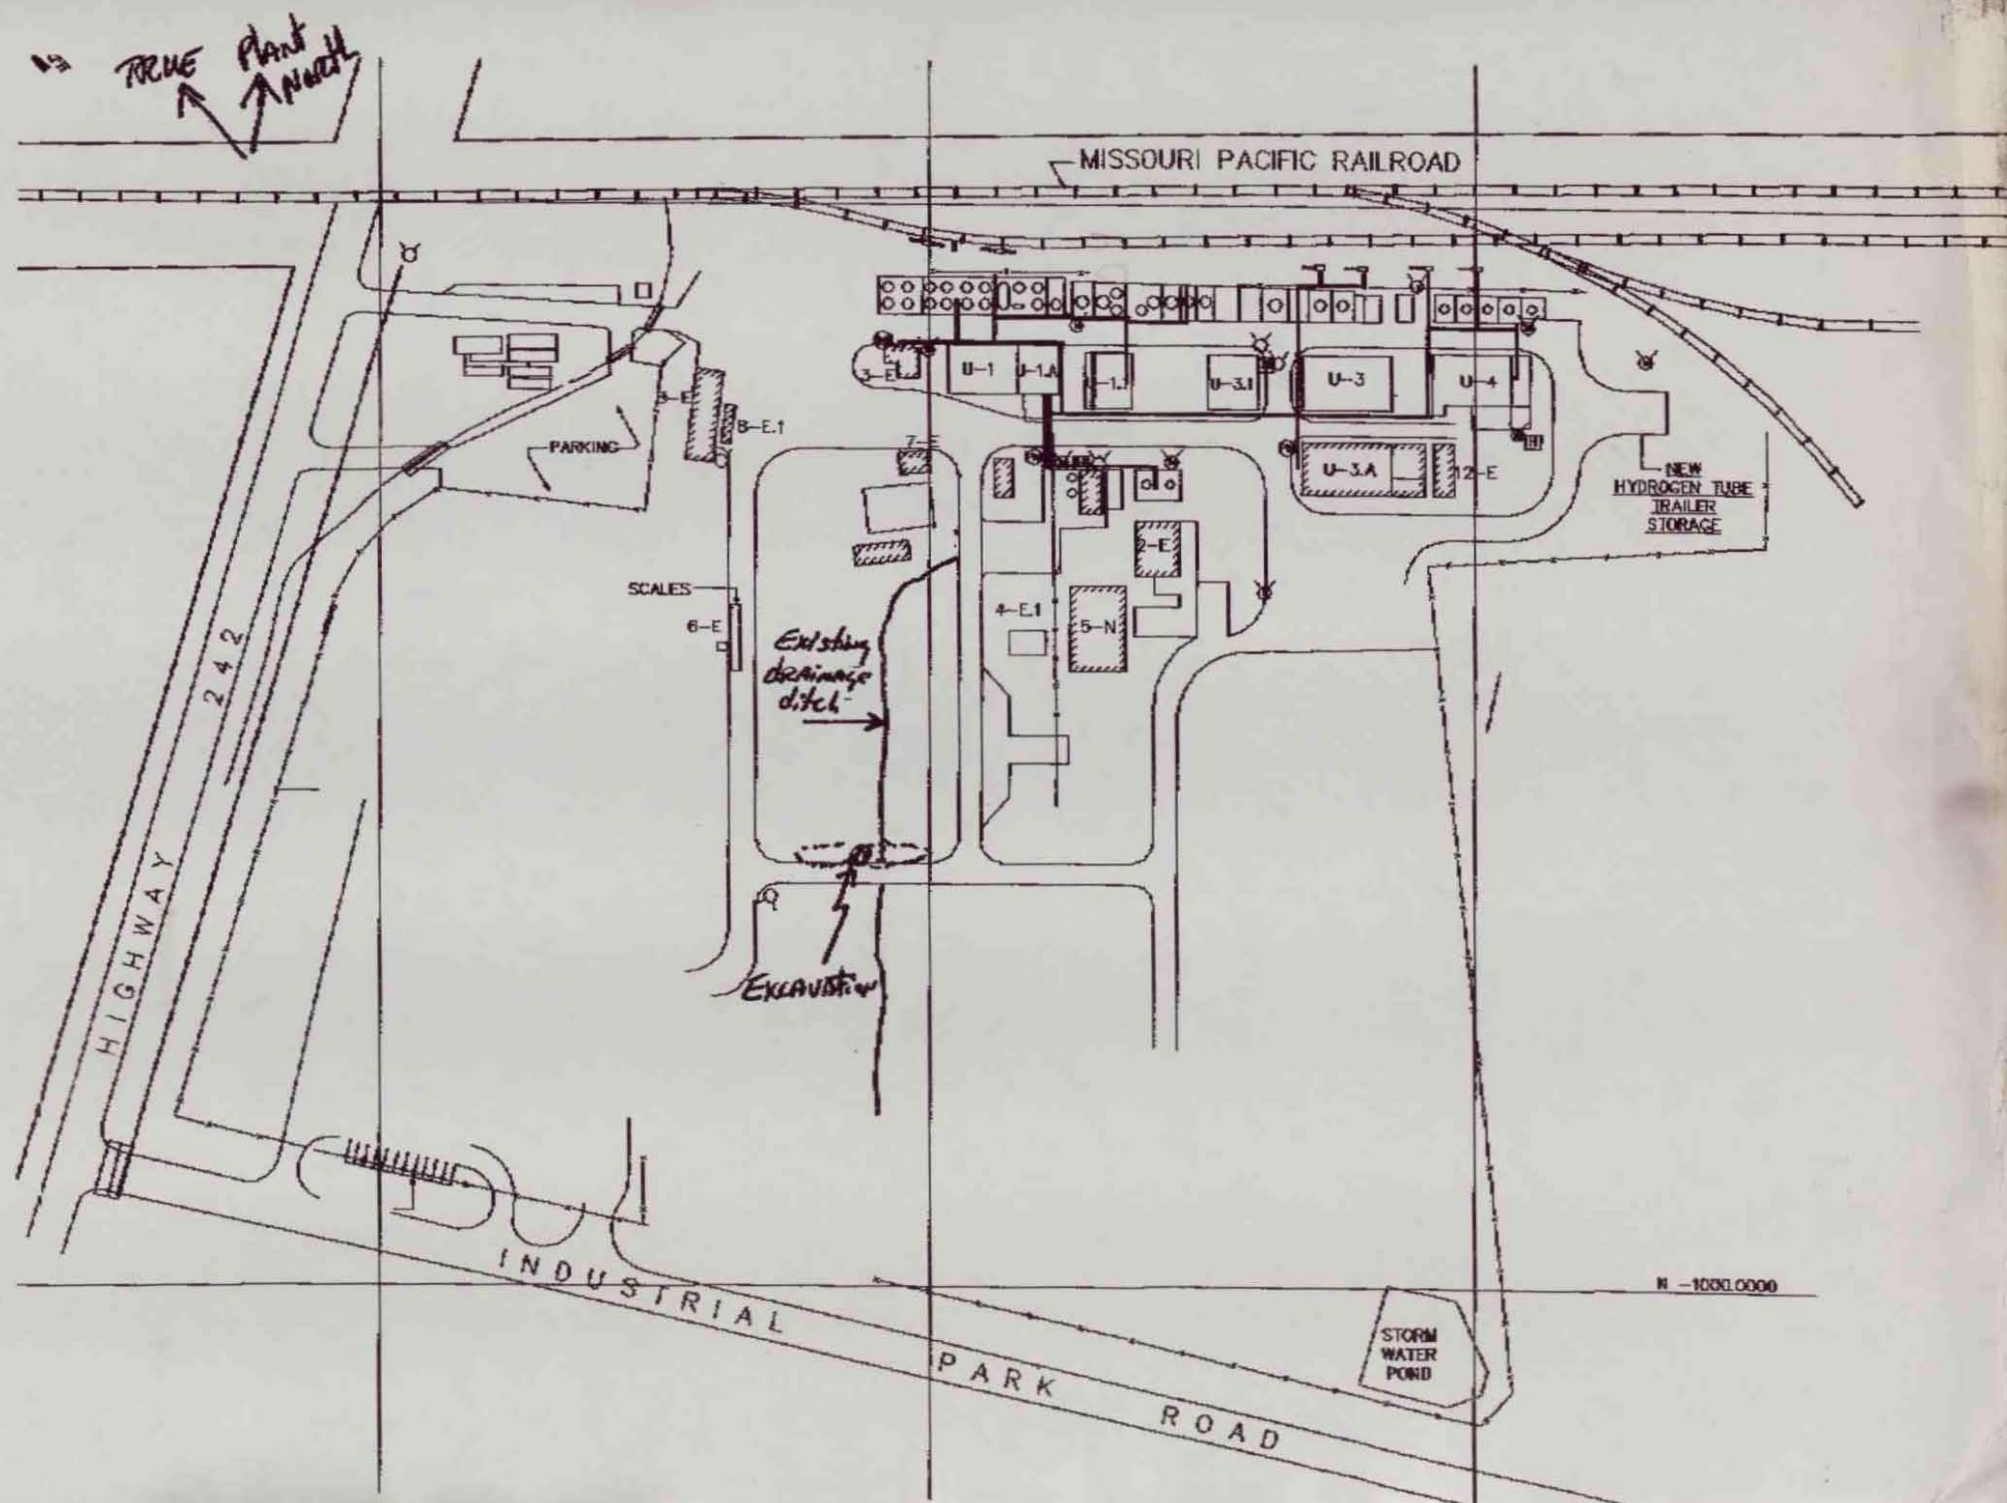 TRUE
PLANT
NORTH
MISSOURI PACIFIC RAILROAD
U-1
U-1.A
U-3.1
U-3
U-4
8-E.1
PARKING
7-E
U-3.A
12-E
NEW
HYDROGEN TUBE
TRAILER
STORAGE
2-E
SCALES
6-E
4-E.1
5-N
Existing
drainage
ditch
EXCAVATION
HIGHWAY 242
INDUSTRIAL PARK ROAD
N -1000.0000
STORM
WATER
POND